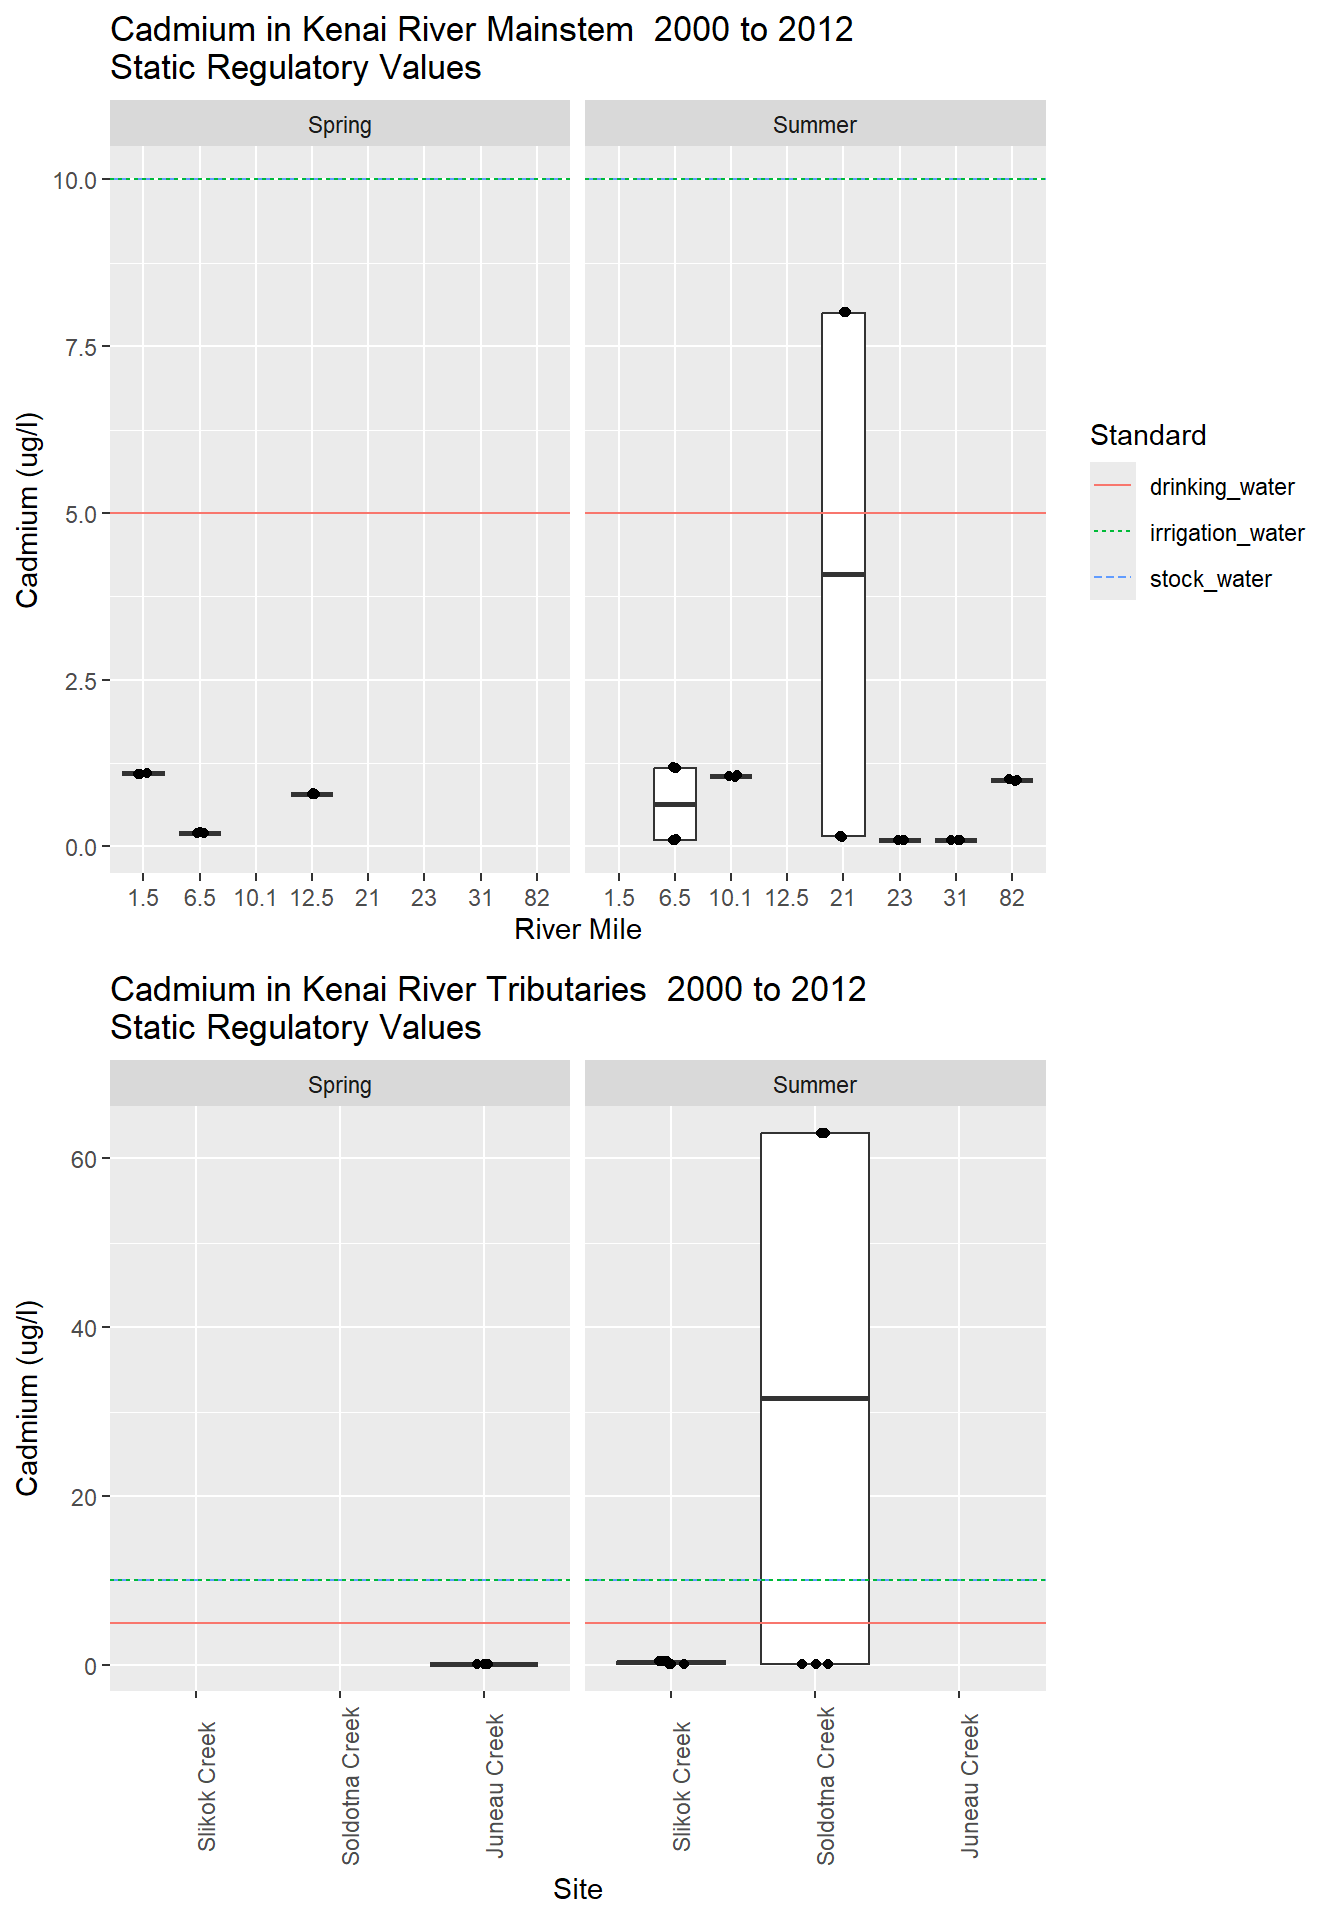 Cadmium in Kenai River Mainstem  2000 to 2012
Static Regulatory Values
Spring
Summer
10.0
7.5
5.0
2.5
0.0
Cadmium (ug/l)
1.5 6.5 10.1 12.5 21 23 31 82
1.5 6.5 10.1 12.5 21 23 31 82
River Mile
Standard
drinking_water
irrigation_water
stock_water
Cadmium in Kenai River Tributaries  2000 to 2012
Static Regulatory Values
Spring
Summer
60
40
20
0
Cadmium (ug/l)
Slikok Creek
Soldotna Creek
Juneau Creek
Slikok Creek
Soldotna Creek
Juneau Creek
Site